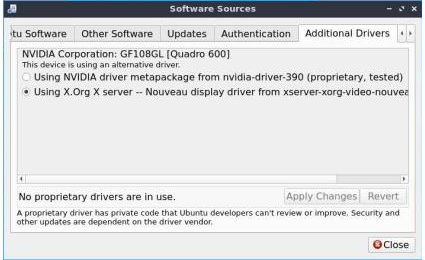 Software Sources
tu Software Other Software Updates Authentication Additional Drivers
NVIDIA Corporation: GF108GL [Quadro 600]
This device is using an alternative driver.
Using NVIDIA driver metapackage from nvidia-driver-390 (proprietary, tested)
Using X.Org X server -- Nouveau display driver from xserver-xorg-video-nouvea
No proprietary drivers are in use.
Apply Changes Revert
A proprietary driver has private code that Ubuntu developers can't review or improve. Security and
other updates are dependent on the driver vendor.
Close